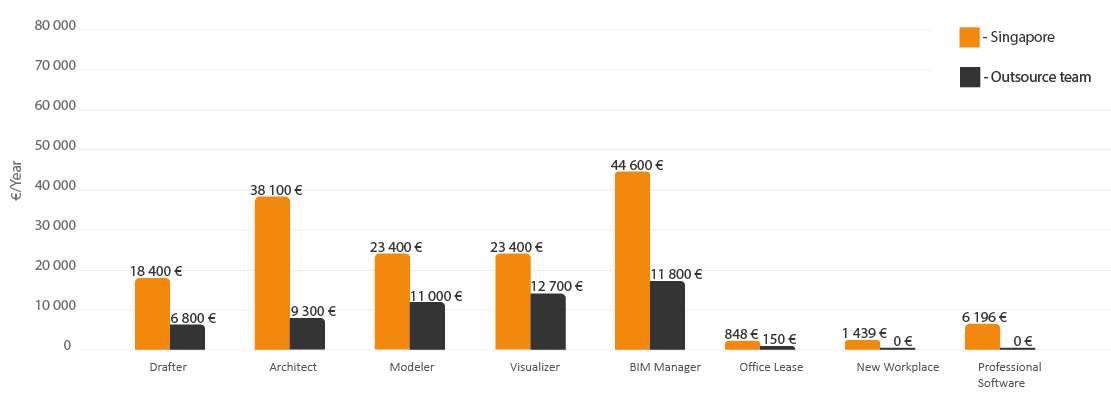 80 000
70 000
60 000
50 000
40 000
30 000
20 000
10 000
0
€/Year
- Singapore
- Outsource team
18 400 €
6 800 €
38 100 €
9 300 €
23 400 €
11 000 €
23 400 €
12 700 €
44 600 €
11 800 €
848 €
150 €
1 439 €
0 €
6 196 €
0 €
Drafter
Architect
Modeler
Visualizer
BIM Manager
Office Lease
New Workplace
Professional
Software